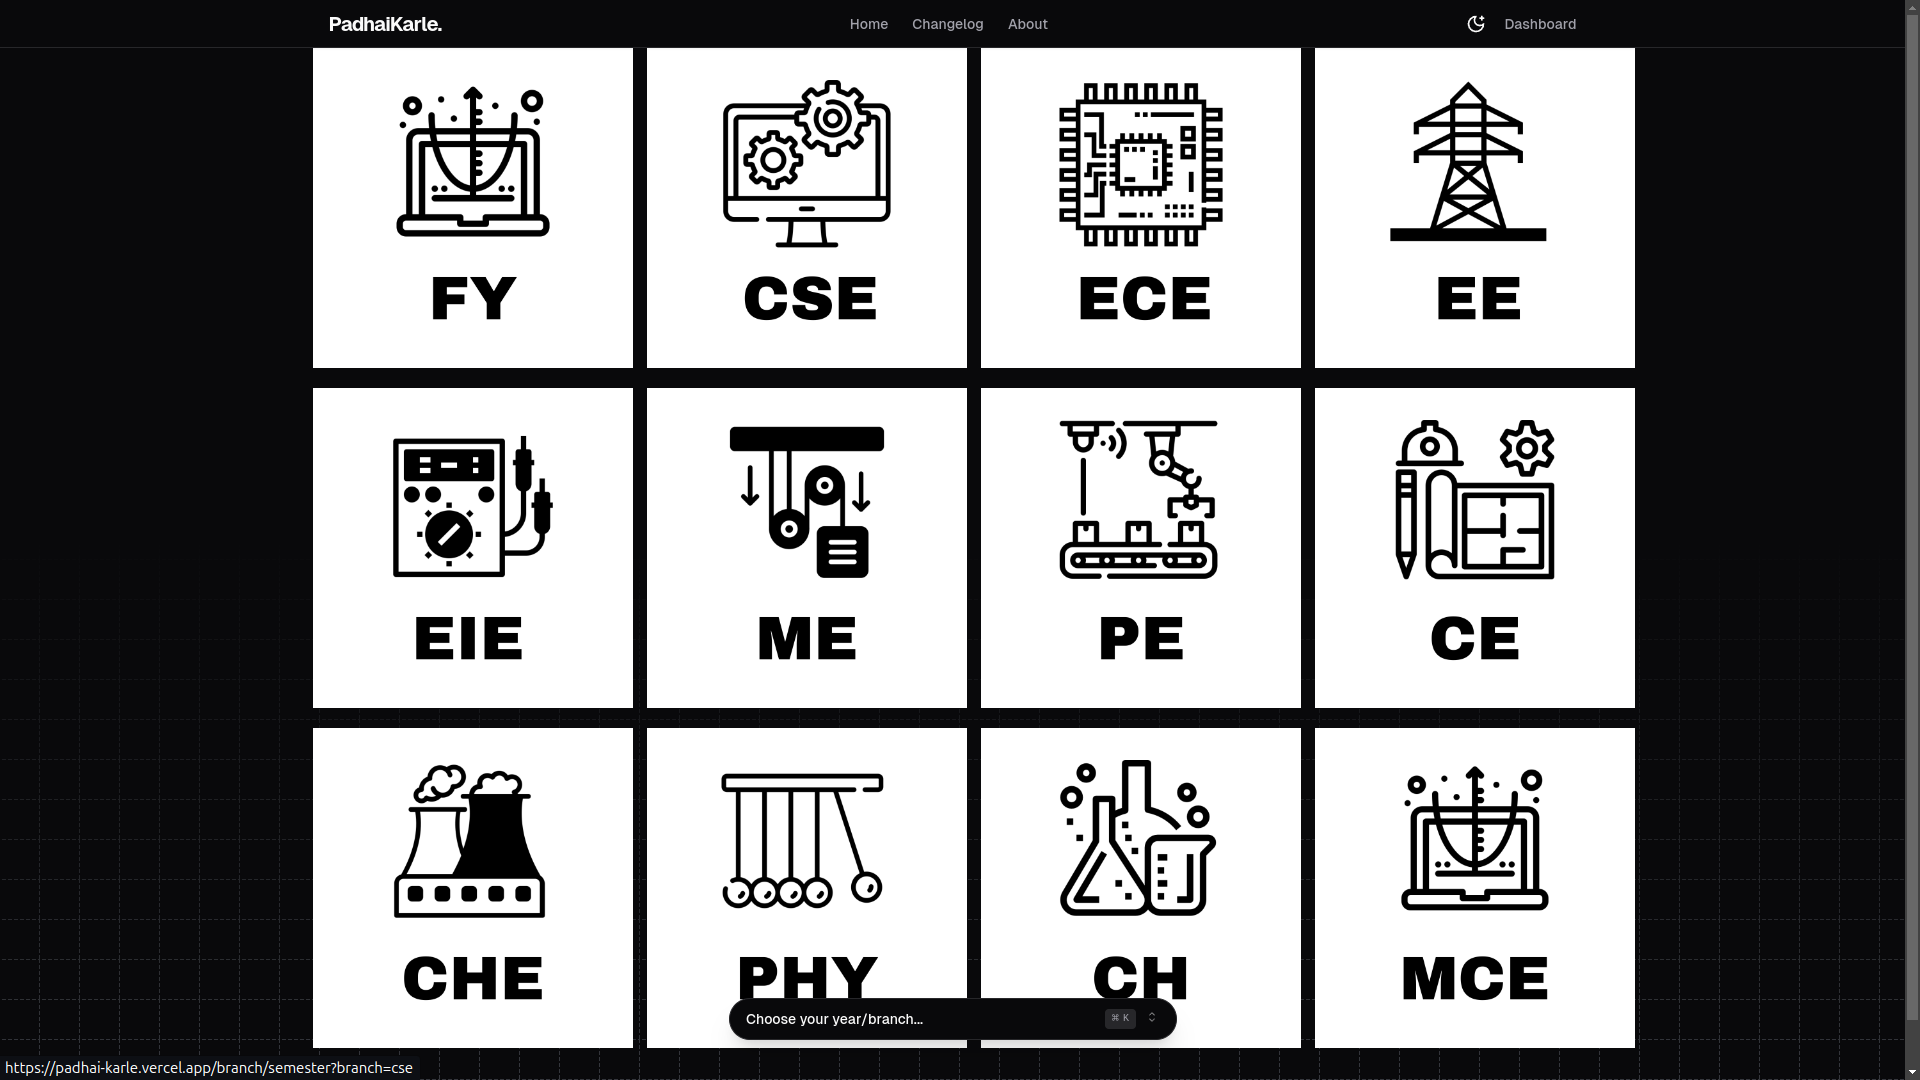 PadhaiKarle.
Home Changelog About
Dashboard
FY CSE ECE EE
EIE ME PE CE
CHE PHY CH MCE
Choose your year/branch... ⌘ K
https://padhai-karle.vercel.app/branch/semester?branch=cse